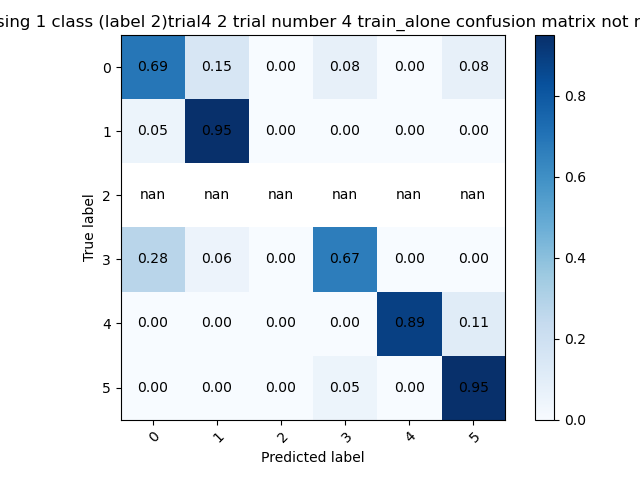 sing 1 class (label 2)trial4 2 trial number 4 train_alone confusion matrix not
0 0.69 0.15 0.00 0.08 0.00 0.08
1 0.05 0.95 0.00 0.00 0.00 0.00
2 nan nan nan nan nan nan
3 0.28 0.06 0.00 0.67 0.00 0.00
4 0.00 0.00 0.00 0.00 0.89 0.11
5 0.00 0.00 0.00 0.05 0.00 0.95
0 1 2 3 4 5
True label
Predicted label
0.8
0.6
0.4
0.2
0.0